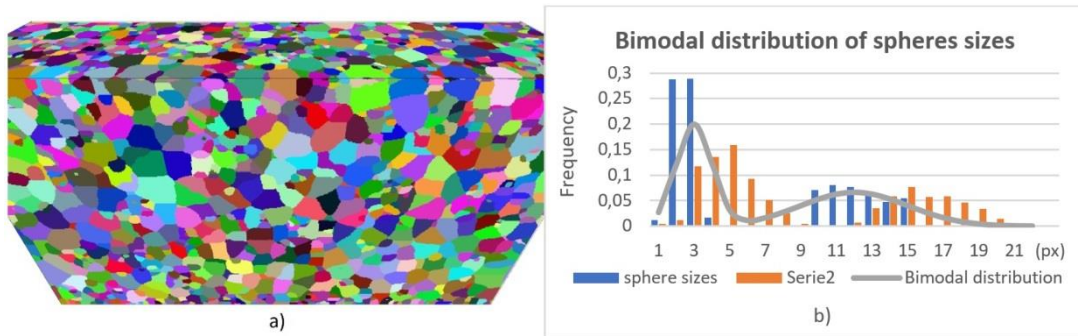 Bimodal distribution of spheres sizes
0,3
0,25
0,2
0,15
0,1
0,05
0
Frequency
1 3 5 7 9 11 13 15 17 19 21 (px)
sphere sizes Serie2 Bimodal distribution
a)
b)